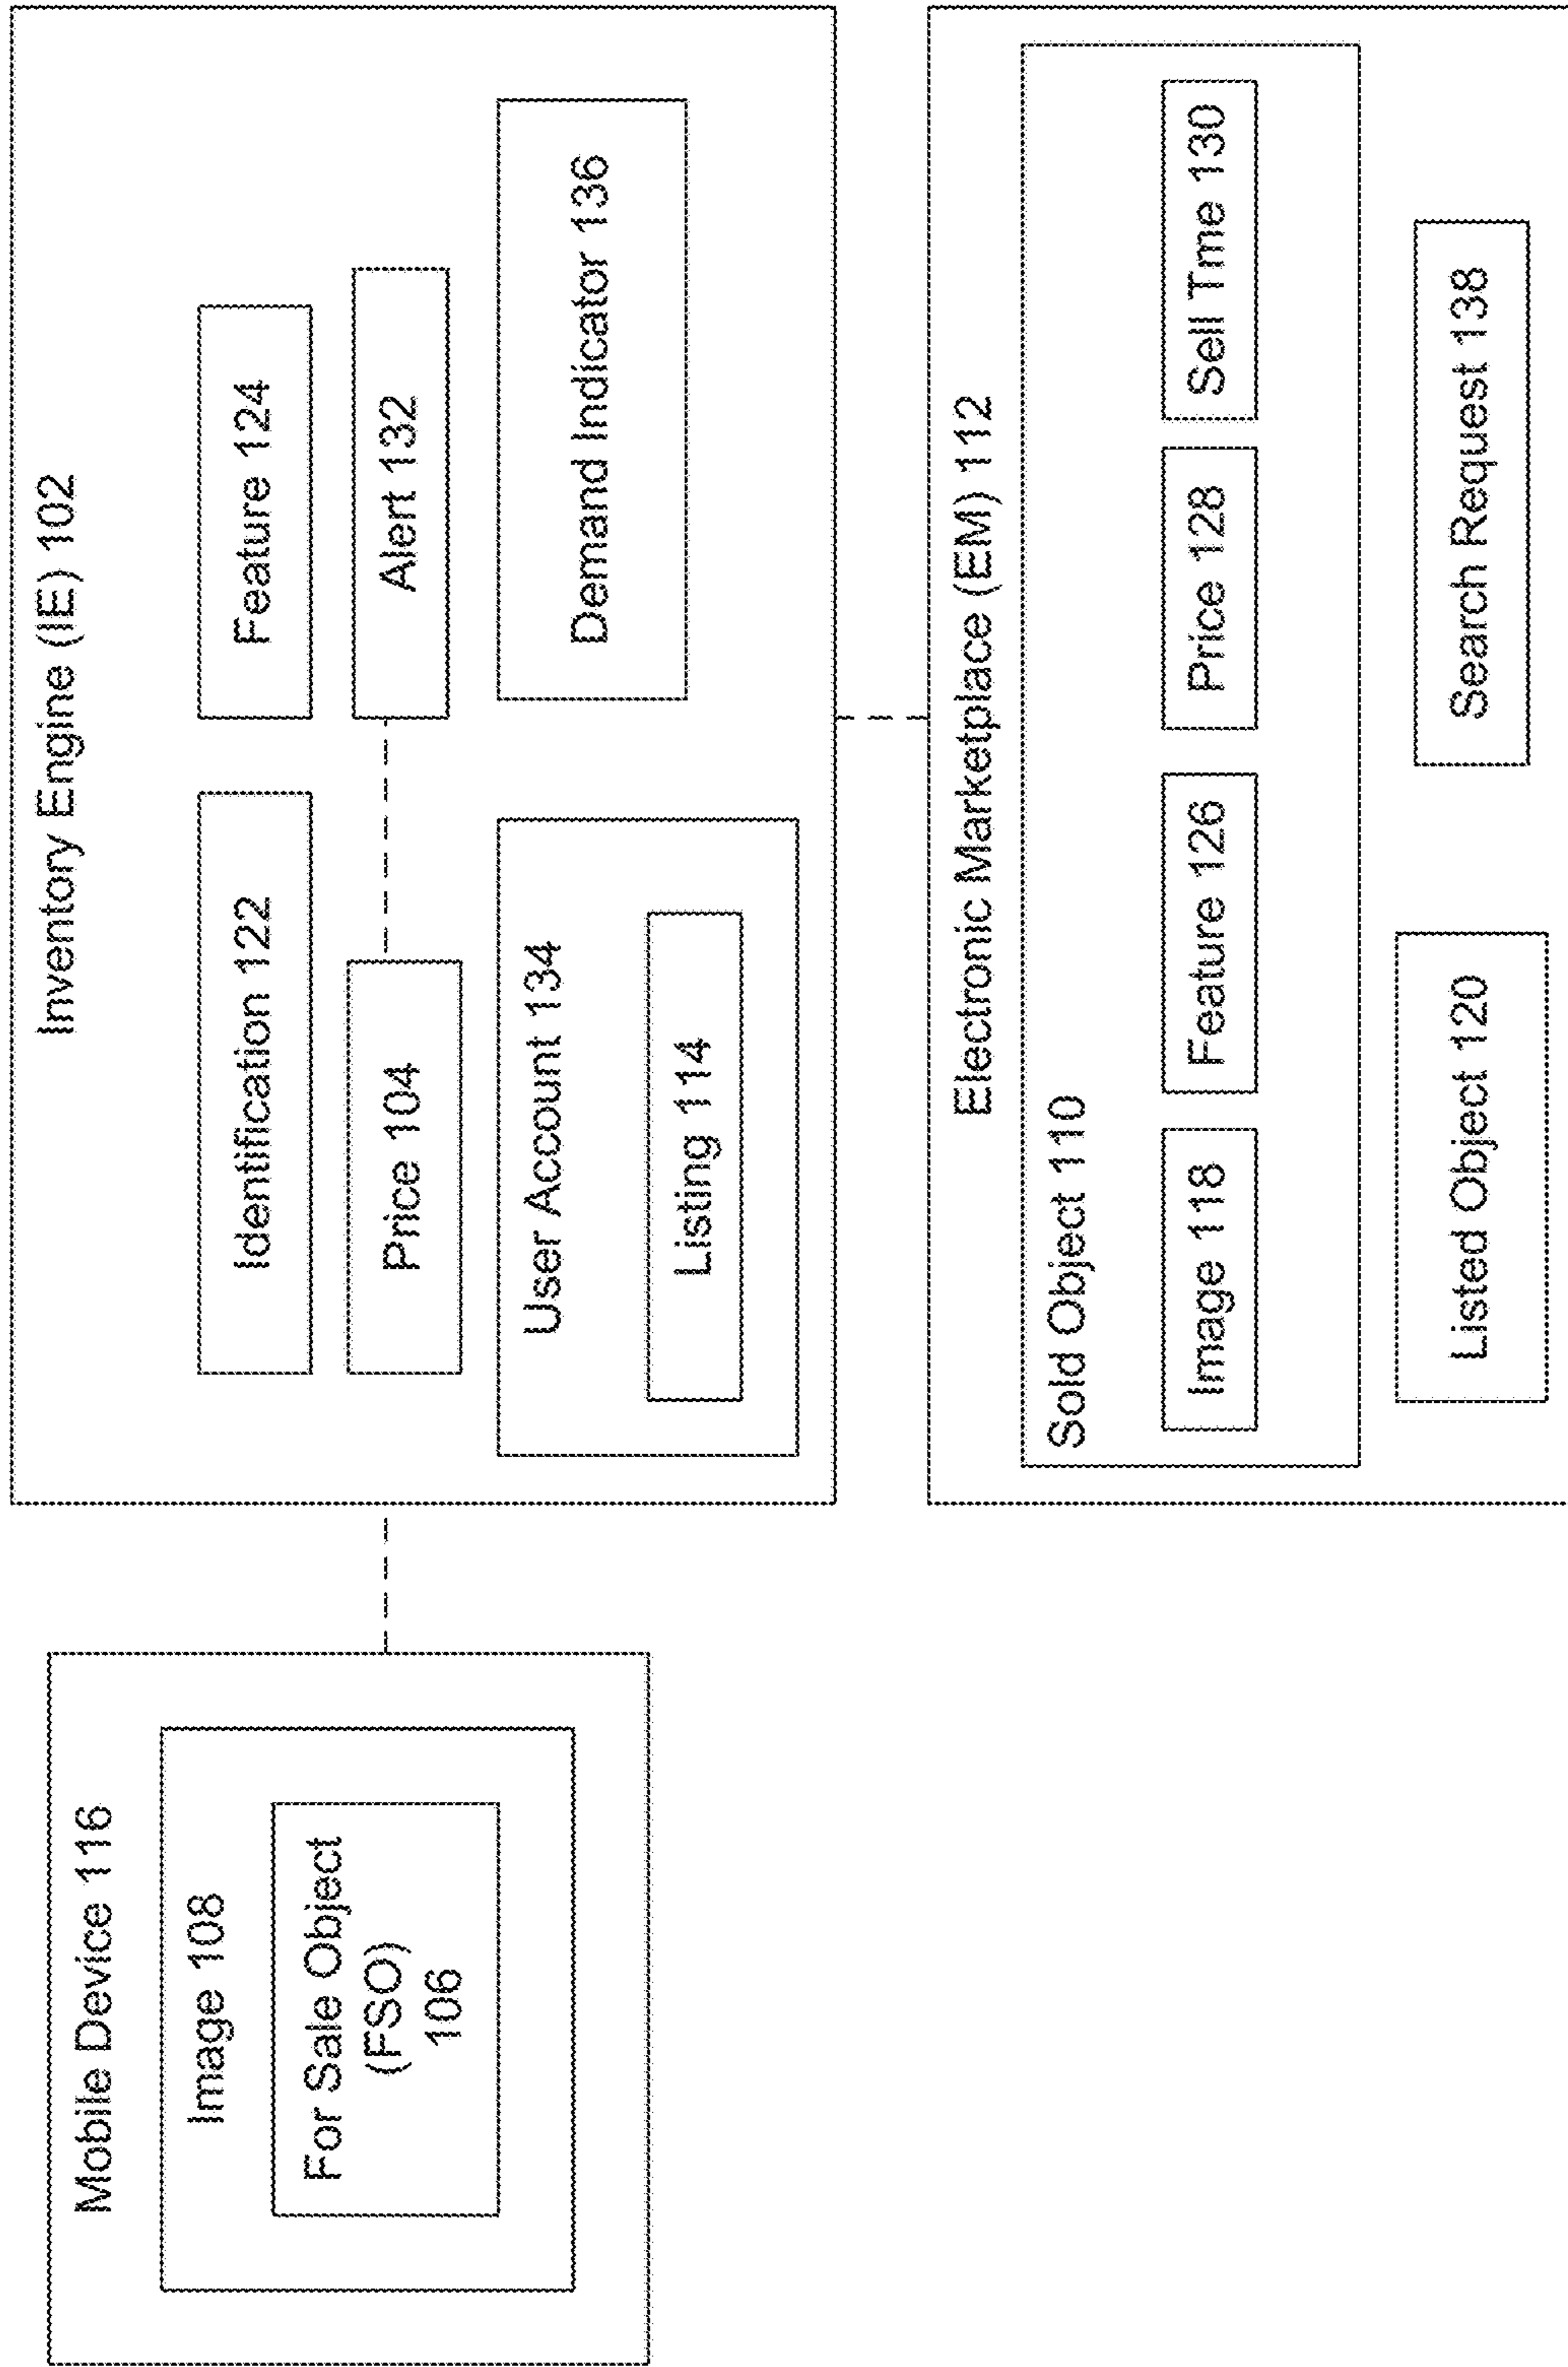 Mobile Device 116
Image 108
For Sale Object
(FSO)
106
Inventory Engine (IE) 102
Identification 122
Feature 124
Price 104
Alert 132
User Account 134
Listing 114
Demand Indicator 136
Electronic Marketplace (EM) 112
Sold Object 110
Image 118
Feature 126
Price 128
Sell Tme 130
Listed Object 120
Search Request 138